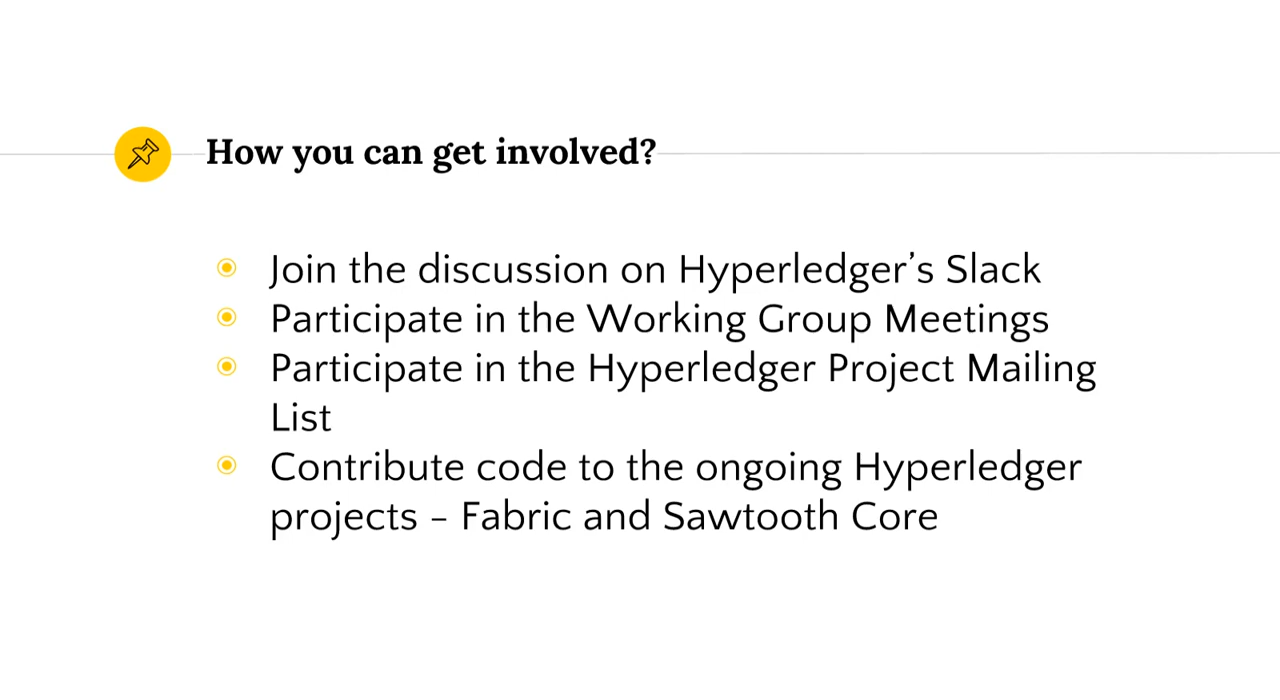 How you can get involved?
Join the discussion on Hyperledger’s Slack
Participate in the Working Group Meetings
Participate in the Hyperledger Project Mailing
List
Contribute code to the ongoing Hyperledger
projects – Fabric and Sawtooth Core